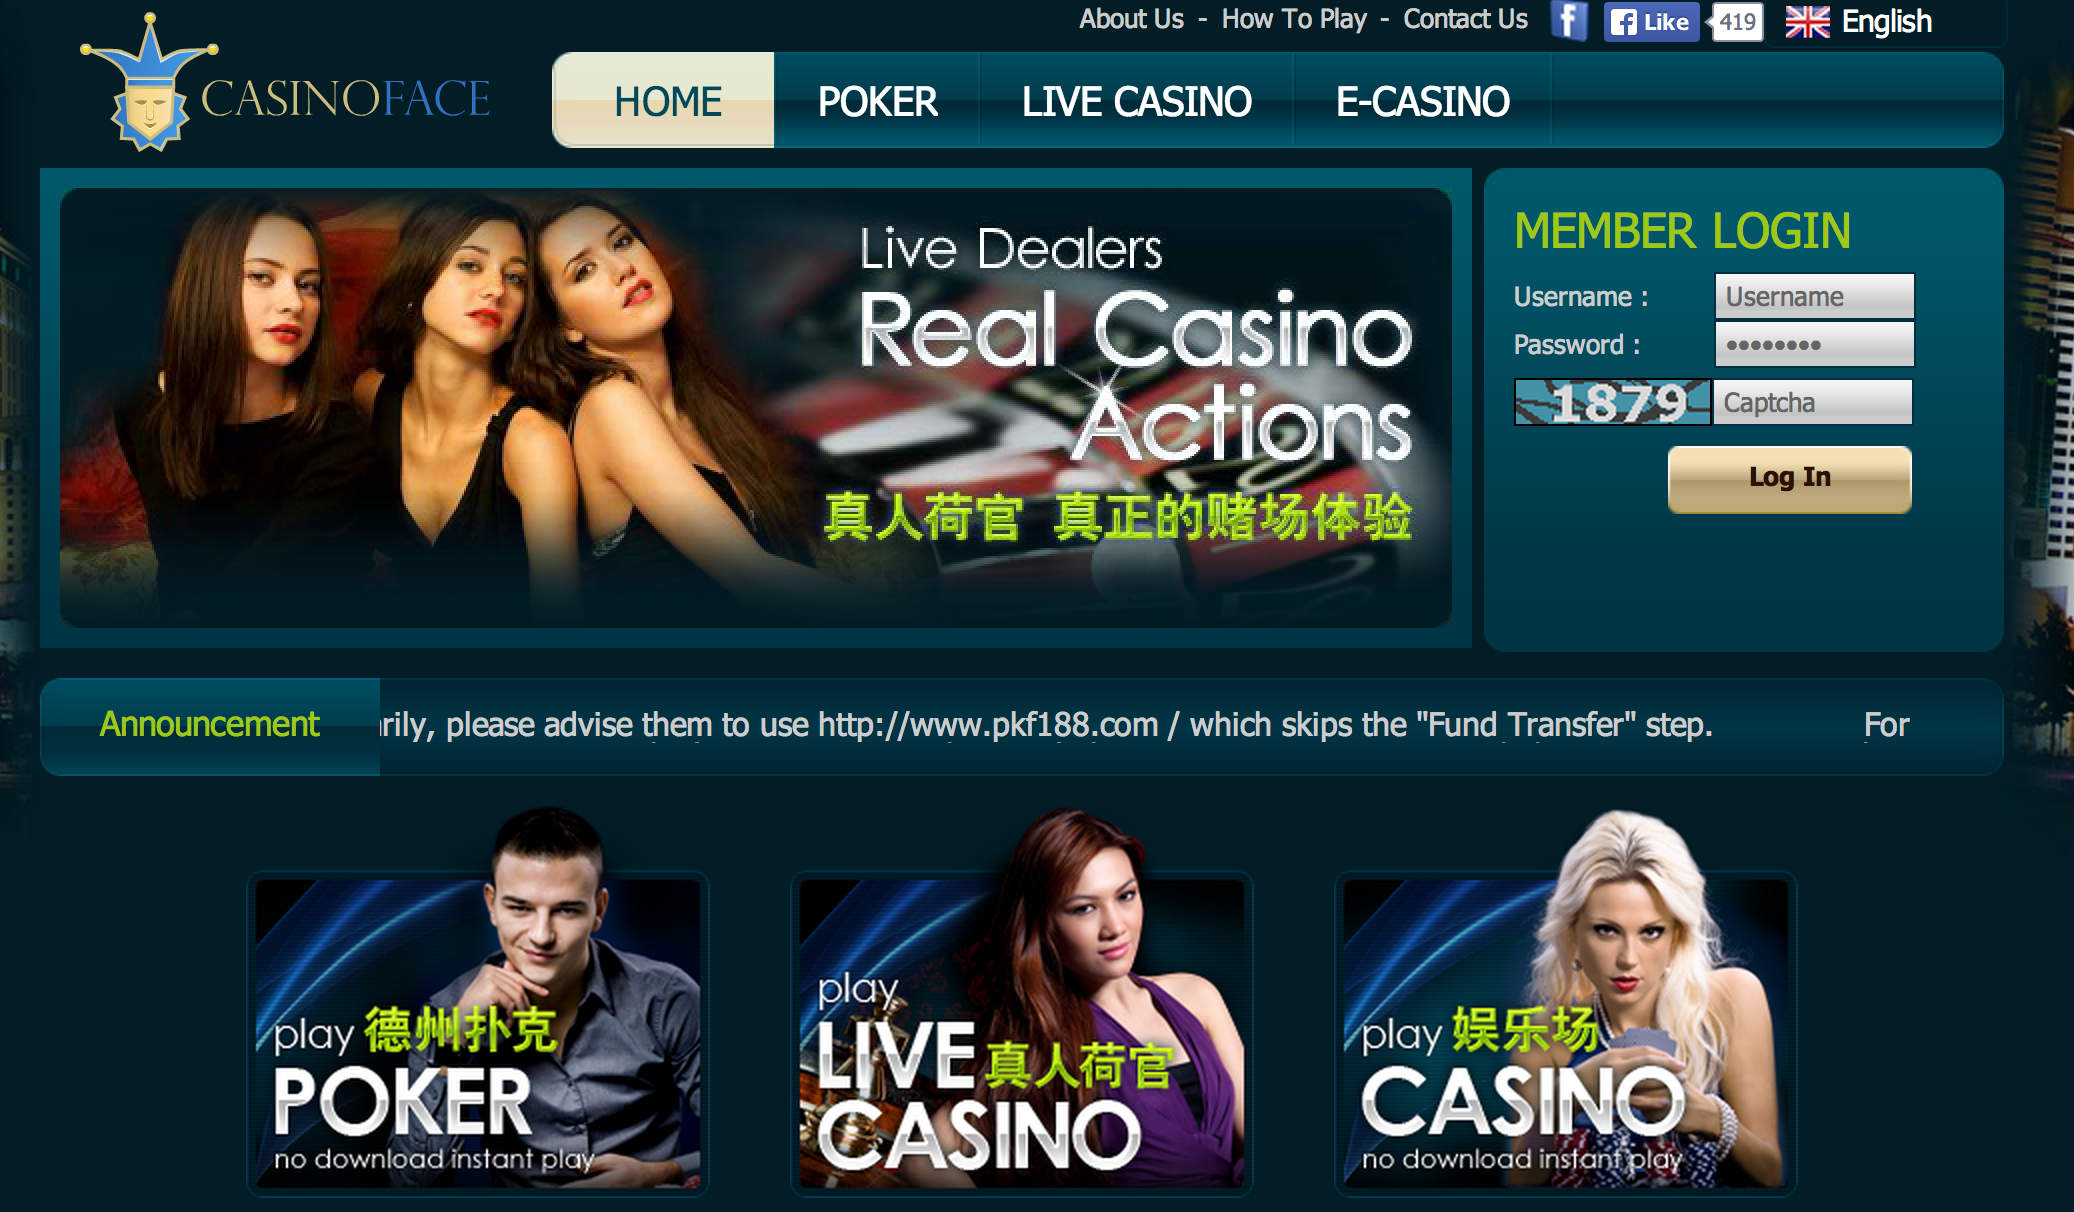 About Us - How To Play - Contact Us
Like
419
English
CASINOFACE
HOME
POKER
LIVE CASINO
E-CASINO
Live Dealers
Real Casino
Actions
真人荷官 真正的赌场体验
MEMBER LOGIN
Username :
Username
Password :
1879
Captcha
Log In
Announcement
rily, please advise them to use http://www.pkf188.com / which skips the "Fund Transfer" step.
For
play 德州扑克
POKER
no download instant play
play
LIVE 真人荷官
CASINO
play 娱乐场
CASINO
no download instant play